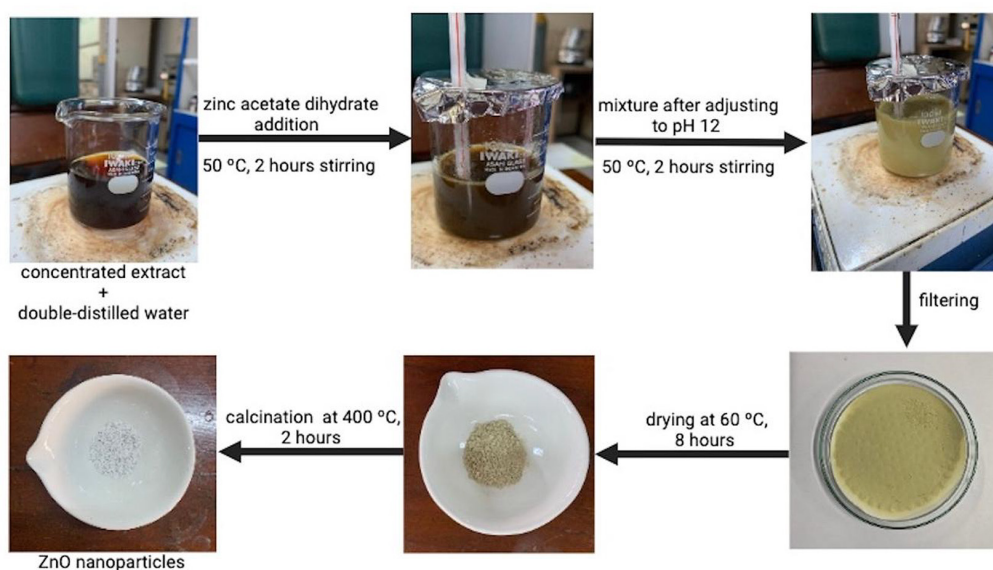 zinc acetate dihydrate
addition
50 ºC, 2 hours stirring
mixture after adjusting
to pH 12
50 ºC, 2 hours stirring
IWAKI
IWAKI
ASAHI GLASS
concentrated extract
+
double-distilled water
filtering
drying at 60 ºC,
8 hours
calcination at 400 ºC,
2 hours
ZnO nanoparticles